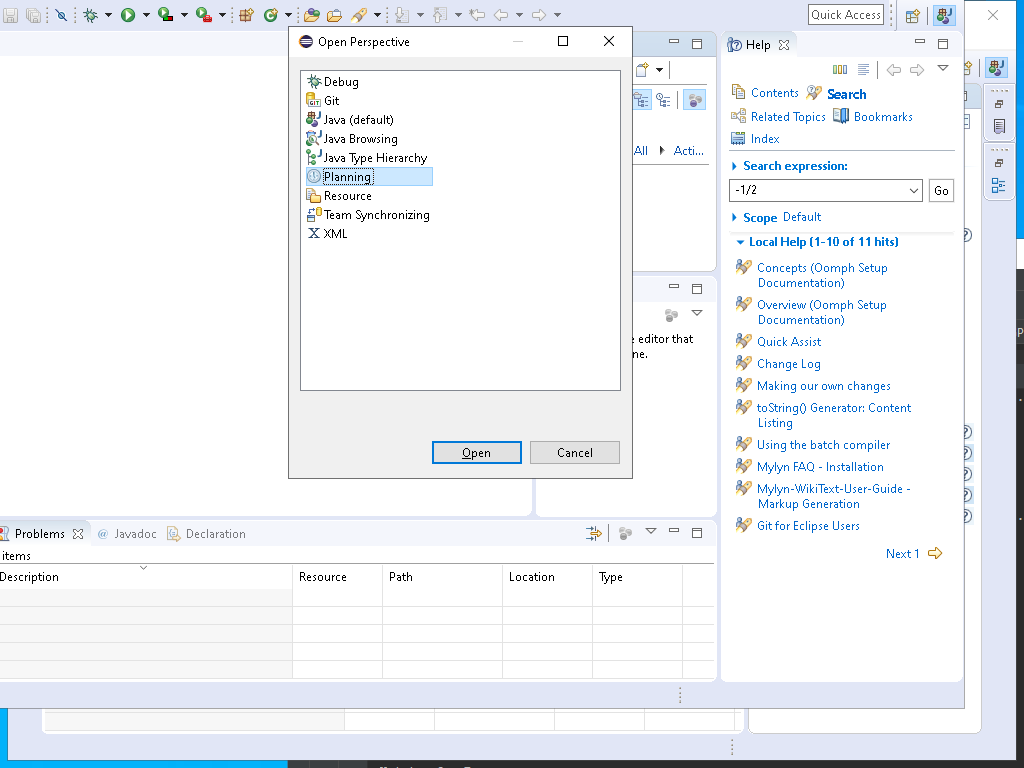 Quick Access
Open Perspective
Debug
Git
Java (default)
Java Browsing
Java Type Hierarchy
Planning
Resource
Team Synchronizing
XML
Open
Cancel
All
Acti...
editor that
ne.
Help
Contents
Search
Related Topics
Bookmarks
Index
Search expression:
-1/2
Go
Scope Default
Local Help (1-10 of 11 hits)
Concepts (Oomph Setup
Documentation)
Overview (Oomph Setup
Documentation)
Quick Assist
Change Log
Making our own changes
toString() Generator: Content
Listing
Using the batch compiler
Mylyn FAQ - Installation
Mylyn-WikiText-User-Guide -
Markup Generation
Git for Eclipse Users
Next 1
Problems
@ Javadoc
Declaration
items
Description
Resource
Path
Location
Type